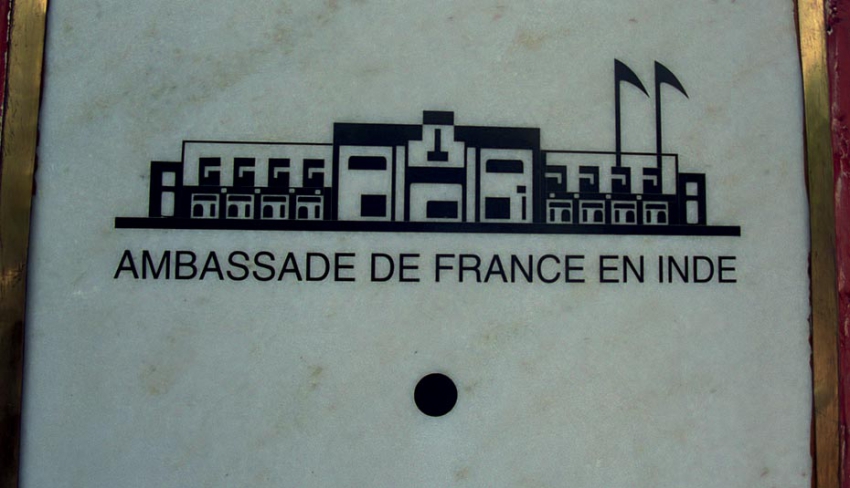 AMBASSADE DE FRANCE EN INDE